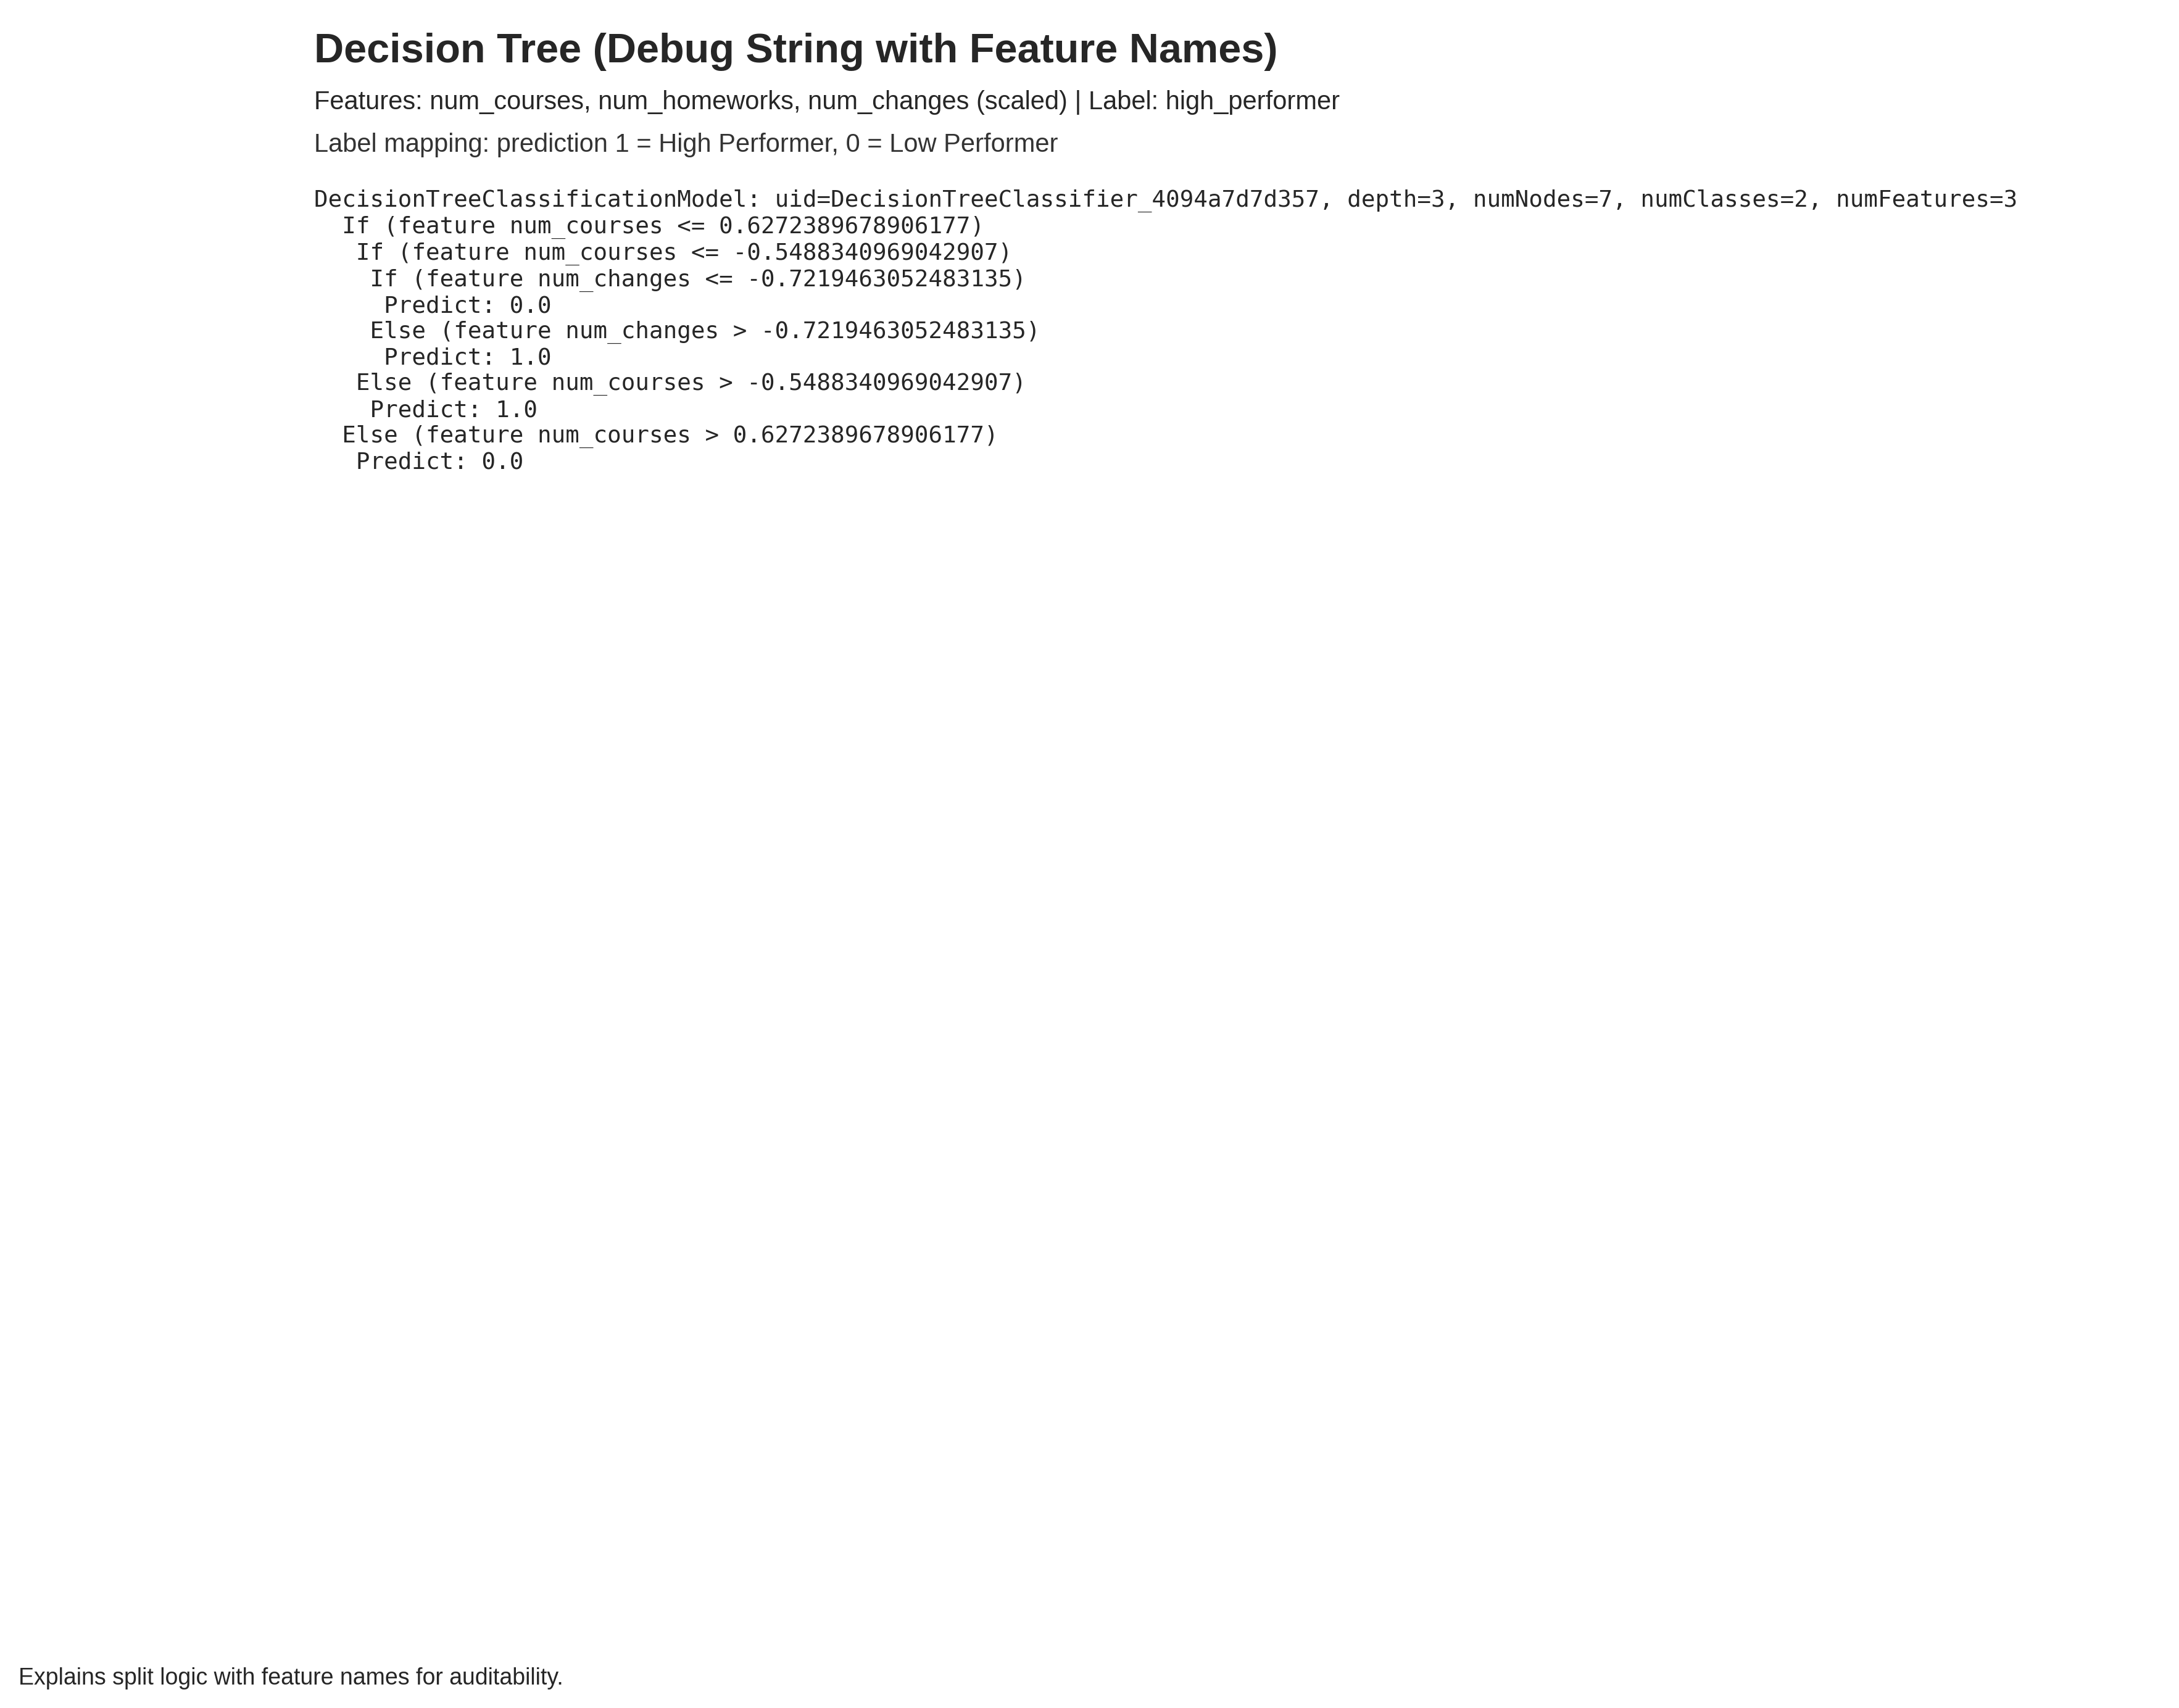 Decision Tree (Debug String with Feature Names)
Features: num_courses, num_homeworks, num_changes (scaled) | Label: high_performer
Label mapping: prediction 1 = High Performer, 0 = Low Performer
DecisionTreeClassificationModel: uid=DecisionTreeClassifier_4094a7d7d357, depth=3, numNodes=7, numClasses=2, numFeatures=3
  If (feature num_courses <= 0.6272389678906177)
   If (feature num_courses <= -0.5488340969042907)
    If (feature num_changes <= -0.7219463052483135)
     Predict: 0.0
    Else (feature num_changes > -0.7219463052483135)
     Predict: 1.0
   Else (feature num_courses > -0.5488340969042907)
    Predict: 1.0
  Else (feature num_courses > 0.6272389678906177)
   Predict: 0.0
Explains split logic with feature names for auditability.